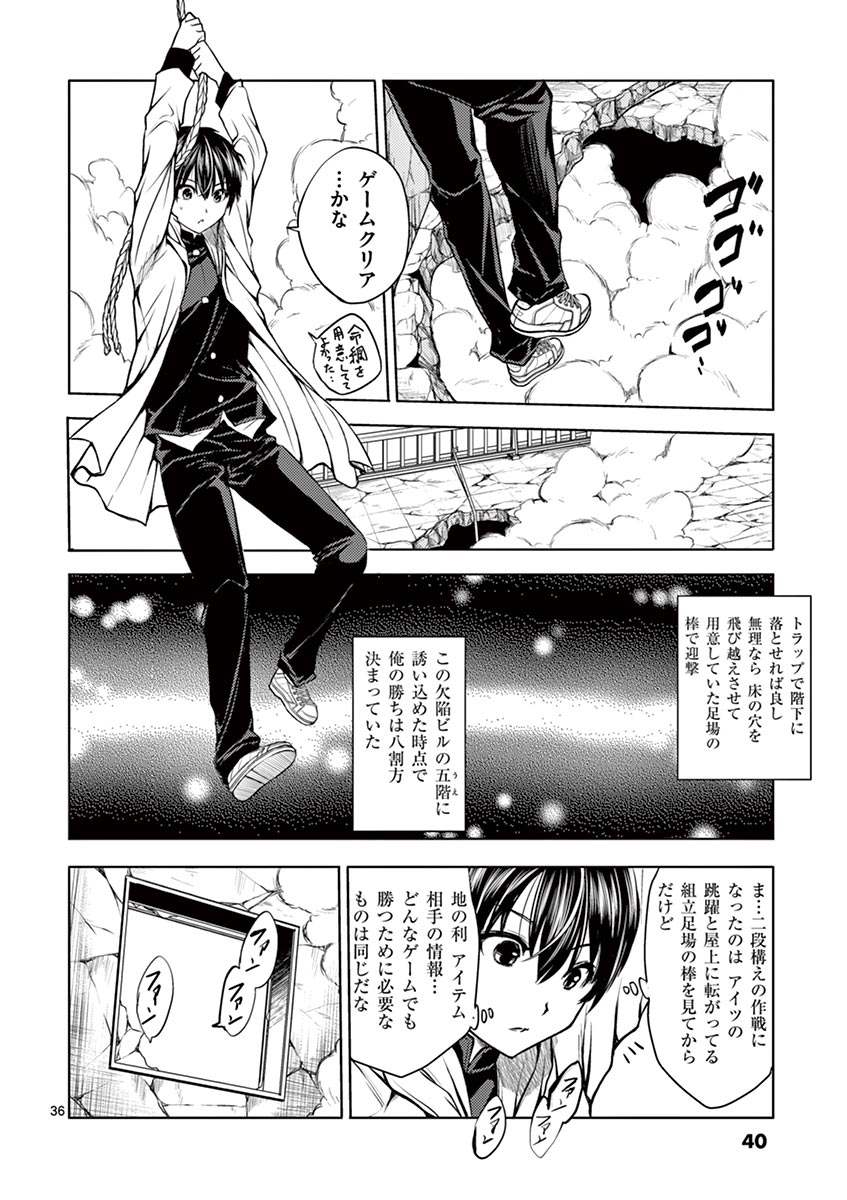 ゴゴゴゴ…
ゲームクリア
…かな
命綱を
用意してて
よかった…
トラップで階下に
落とせれば良し
無理なら 床の穴を
飛び越えさせて
用意していた足場の
棒で迎撃
この欠陥ビルの五階に
うえ
誘い込めた時点で
俺の勝ちは八割方
決まっていた
ま…二段構えの作戦に
なったのは アイツの
跳躍と屋上に転がってる
組立足場の棒を見てから
だけど
地の利 アイテム
相手の情報…
どんなゲームでも
勝つために必要な
ものは同じだな
ファンファン
ファン
ファン
ファン
36
40